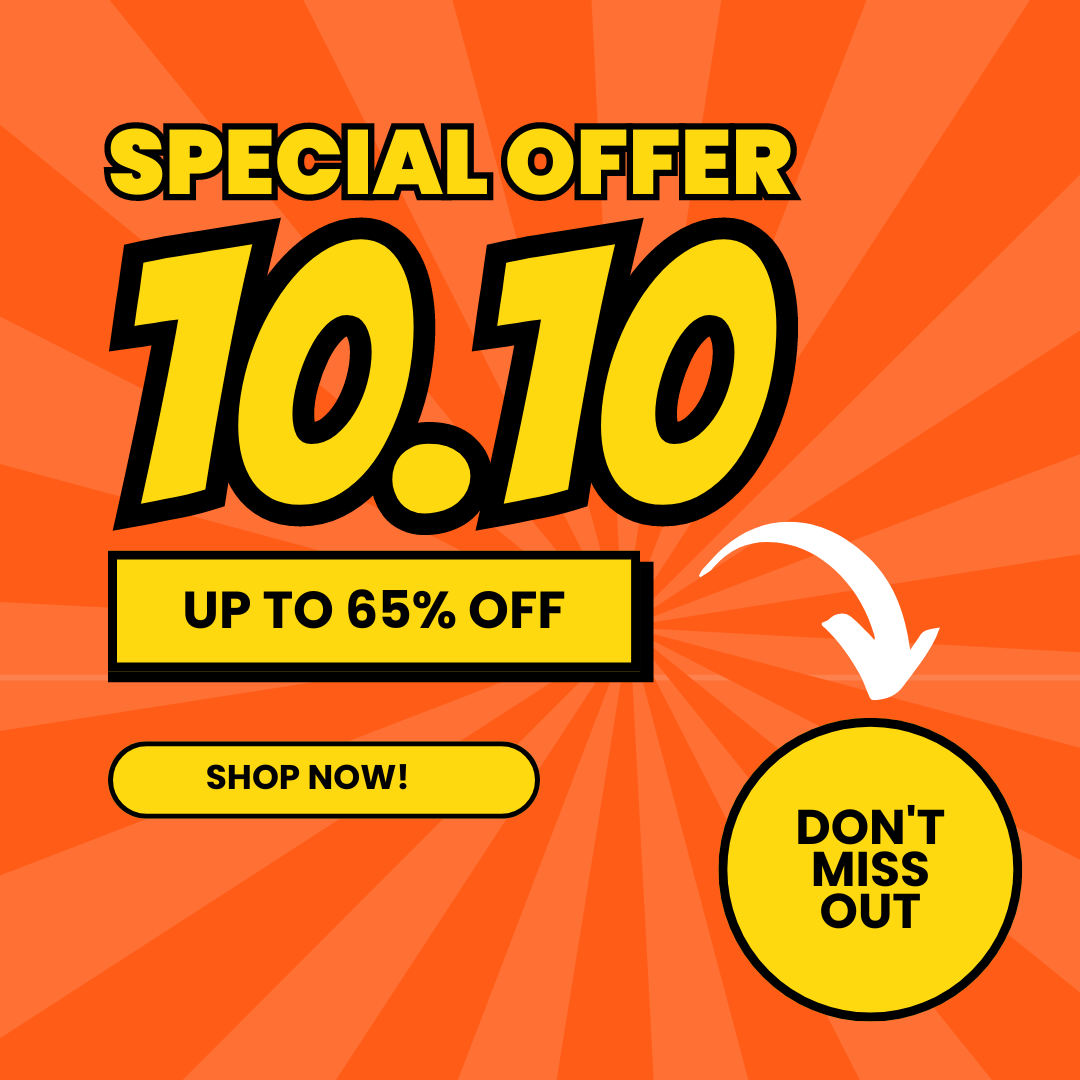 SPECIAL OFFER
10.10
UP TO 65% OFF
SHOP NOW!
DON'T
MISS
OUT